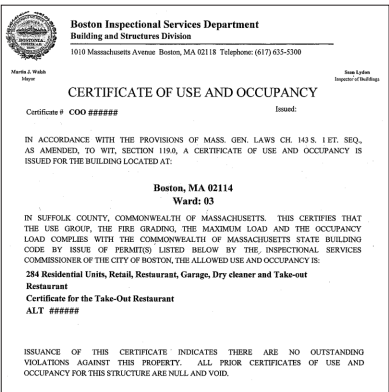 Boston Inspectional Services Department
Building and Structures Division
1010 Massachusetts Avenue Boston, MA 02118 Telephone: (617) 635-5300
Martin J. Walsh
Mayor
Sean Lydon
Inspector of Buildings
CERTIFICATE OF USE AND OCCUPANCY
Certificate # COO ###### Issued:
IN ACCORDANCE WITH THE PROVISIONS OF MASS. GEN. LAWS CH. 143 S. 1 ET. SEQ.,
AS AMENDED, TO WIT, SECTION 119.0, A CERTIFICATE OF USE AND OCCUPANCY IS
ISSUED FOR THE BUILDING LOCATED AT:
Boston, MA 02114
Ward: 03
IN SUFFOLK COUNTY, COMMONWEALTH OF MASSACHUSETTS. THIS CERTIFIES THAT
THE USE GROUP, THE FIRE GRADING, THE MAXIMUM LOAD AND THE OCCUPANCY
LOAD COMPLIES WITH THE COMMONWEALTH OF MASSACHUSETTS STATE BUILDING
CODE BY ISSUE OF PERMIT(S) LISTED BELOW BY THE INSPECTIONAL SERVICES
COMMISSIONER OF THE CITY OF BOSTON, THE ALLOWED USE AND OCCUPANCY IS:
284 Residential Units, Retail, Restaurant, Garage, Dry cleaner and Take-out
Restaurant
Certificate for the Take-Out Restaurant
ALT ######
ISSUANCE OF THIS CERTIFICATE INDICATES THERE ARE NO OUTSTANDING
VIOLATIONS AGAINST THIS PROPERTY. ALL PRIOR CERTIFICATES OF USE AND
OCCUPANCY FOR THIS STRUCTURE ARE NULL AND VOID.